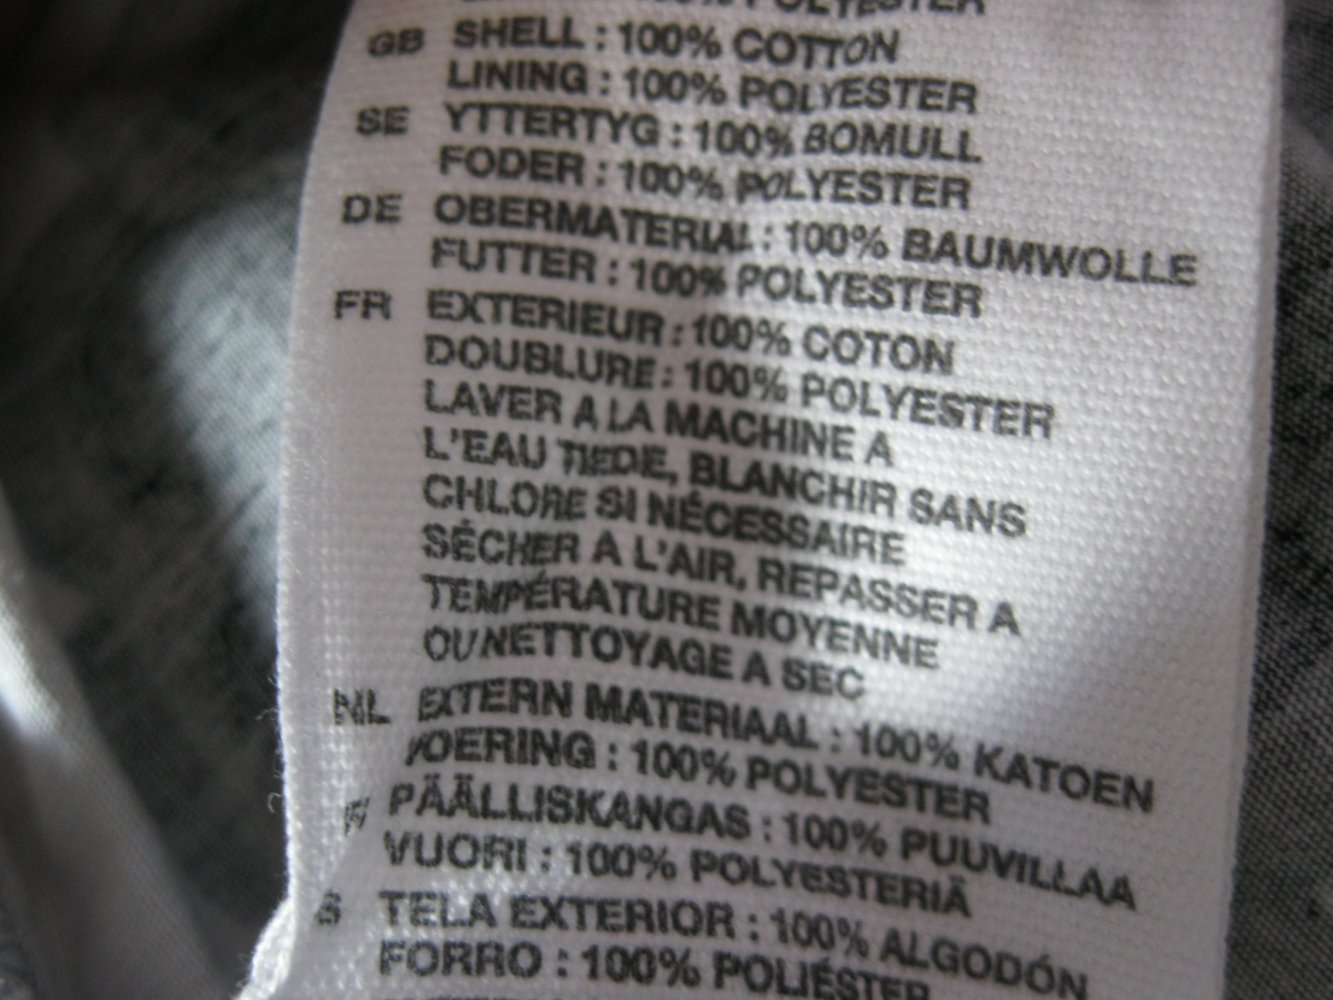 100% POLYESTER
GB SHELL : 100% COTTON
LINING : 100% POLYESTER
SE YTTERTYG : 100% BOMULL
FODER : 100% POLYESTER
DE OBERMATERIAL : 100% BAUMWOLLE
FUTTER : 100% POLYESTER
FR EXTERIEUR : 100% COTON
DOUBLURE : 100% POLYESTER
LAVER A LA MACHINE A
L'EAU TIEDE, BLANCHIR SANS
CHLORE SI NÉCESSAIRE
SÉCHER A L'AIR, REPASSER A
TEMPÉRATURE MOYENNE
OU NETTOYAGE A SEC
NL EXTERN MATERIAAL : 100% KATOEN
VOERING : 100% POLYESTER
FI PÄÄLLISKANGAS : 100% PUUVILLAA
VUORI : 100% POLYESTERIÄ
TELA EXTERIOR : 100% ALGODÓN
FORRO : 100% POLIÉSTER